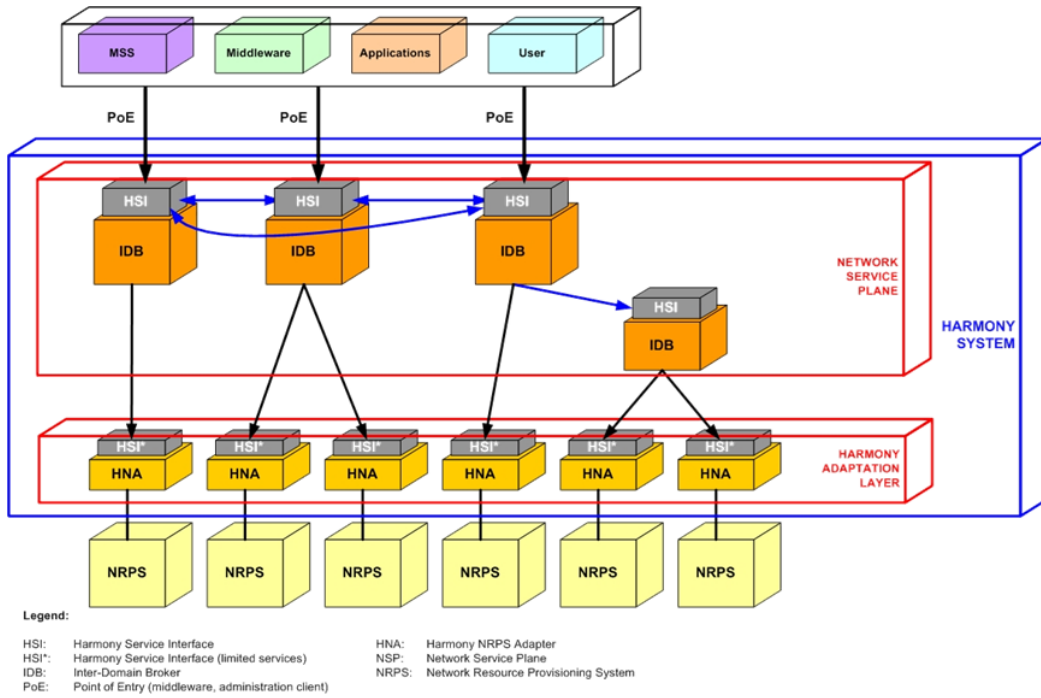 MSS
Middleware
Applications
User
PoE
PoE
PoE
HSI
HSI
HSI
IDB
IDB
IDB
NETWORK
SERVICE
PLANE
HSI
IDB
HARMONY
SYSTEM
HSI*
HSI*
HSI*
HSI*
HSI*
HSI*
HNA
HNA
HNA
HNA
HNA
HNA
HARMONY
ADAPTATION
LAYER
NRPS
NRPS
NRPS
NRPS
NRPS
NRPS
Legend:
HSI: Harmony Service Interface
HSI*: Harmony Service Interface (limited services)
IDB: Inter-Domain Broker
PoE: Point of Entry (middleware, administration client)
HNA: Harmony NRPS Adapter
NSP: Network Service Plane
NRPS: Network Resource Provisioning System